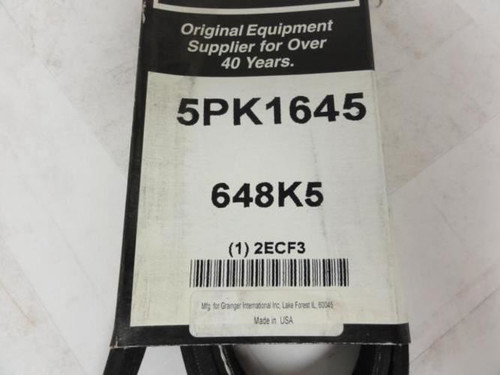 Original Equipment
Supplier for Over
40 Years.
5PK1645
648K5
(1) 2ECF3
Mfg. for Grainger International Inc. Lake Forest IL, 60045
Made in USA